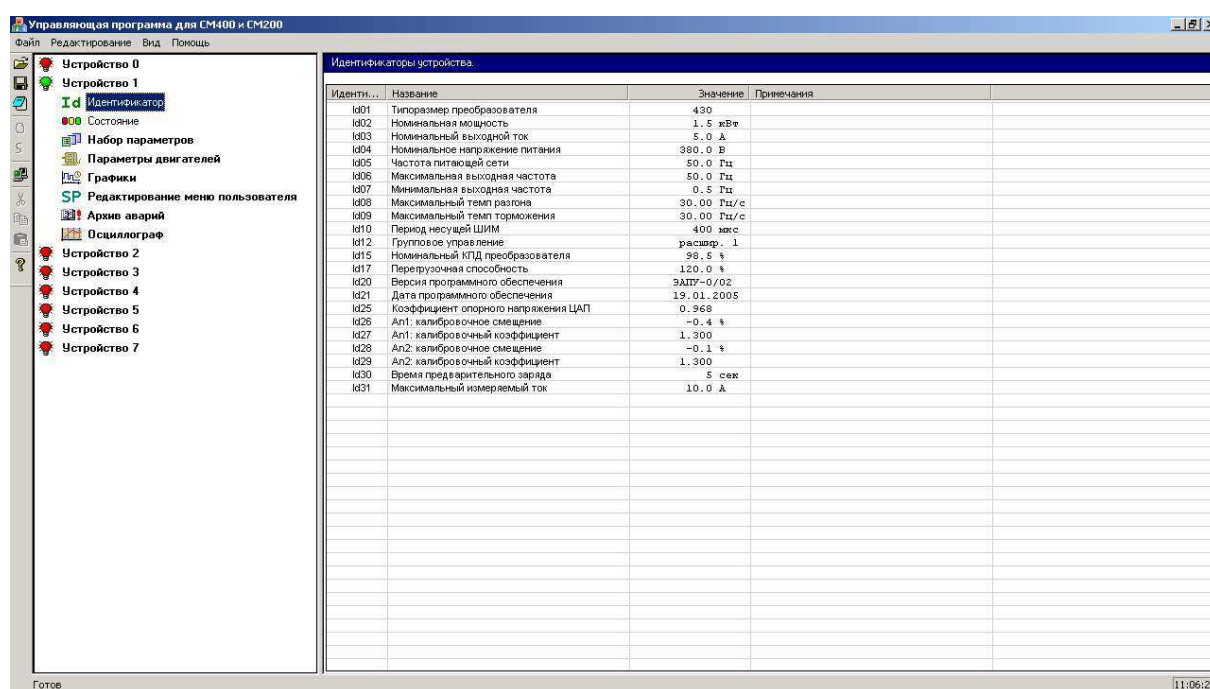 Управляющая программа для СМ400 и СМ200
Файл Редактирование Вид Помощь
Устройство 0
Устройство 1
Id Идентификатор
Состояние
Набор параметров
Параметры двигателей
Графики
SP Редактирование меню пользователя
Архив аварий
Осциллограф
Устройство 2
Устройство 3
Устройство 4
Устройство 5
Устройство 6
Устройство 7
Идентификаторы устройства.
Иденти... Название Значение Примечания
Id01 Типоразмер преобразователя 430
Id02 Номинальная мощность 1.5 кВт
Id03 Номинальный выходной ток 5.0 А
Id04 Номинальное напряжение питания 380.0 В
Id05 Частота питающей сети 50.0 Гц
Id06 Максимальная выходная частота 50.0 Гц
Id07 Минимальная выходная частота 0.5 Гц
Id08 Максимальный темп разгона 30.00 Гц/с
Id09 Максимальный темп торможения 30.00 Гц/с
Id10 Период несущей ШИМ 400 мкс
Id12 Групповое управление расшир. 1
Id15 Номинальный КПД преобразователя 98.5 %
Id17 Перегрузочная способность 120.0 %
Id20 Версия программного обеспечения ЭАПУ-0/02
Id21 Дата программного обеспечения 19.01.2005
Id25 Коэффициент опорного напряжения ЦАП 0.968
Id26 An1: калибровочное смещение -0.4 %
Id27 An1: калибровочный коэффициент 1.300
Id28 An2: калибровочное смещение -0.1 %
Id29 An2: калибровочный коэффициент 1.300
Id30 Время предварительного заряда 5 сек
Id31 Максимальный измеряемый ток 10.0 А
Готов
11:06:2